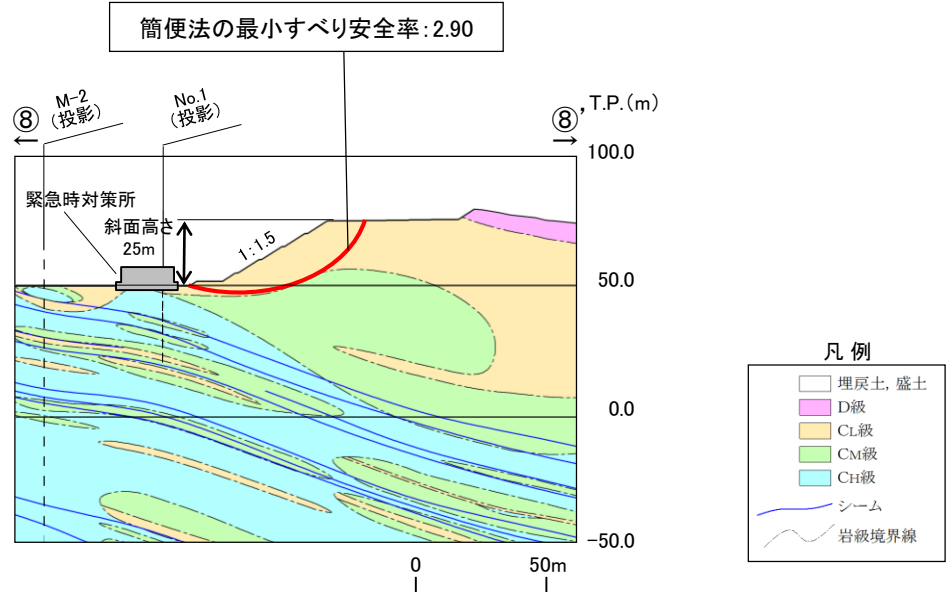 簡便法の最小すべり安全率：2.90
M-2
(投影)
No.1
(投影)
⑧
←
⑧
→
,T.P.(m)
100.0
緊急時対策所
斜面高さ
25m
1：1.5
50.0
0.0
-50.0
0
50m
凡 例
埋戻土, 盛土
D級
CL級
CM級
CH級
シーム
岩級境界線